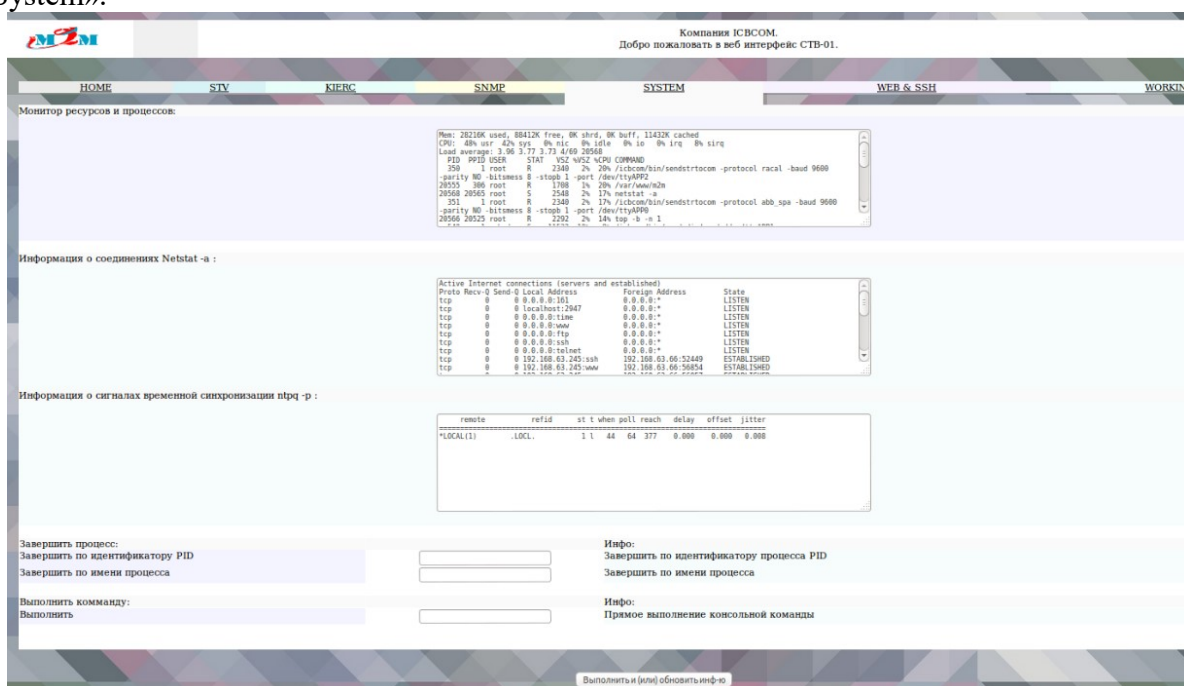 ystem».
m2m
Компания ICBCOM.
Добро пожаловать в веб интерфейс СТВ-01.
HOME STV KIERC SNMP SYSTEM WEB & SSH WORKIN
Монитор ресурсов и процессов:
Mem: 28216K used, 88412K free, 0K shrd, 0K buff, 11432K cached
CPU: 48% usr 42% sys 0% nic 0% idle 0% io 0% irq 8% sirq
Load average: 3.96 3.77 3.73 4/69 20568
PID PPID USER STAT VSZ %VSZ %CPU COMMAND
350 1 root R 2340 2% 20% /icbcom/bin/sendstrtocom -protocol racal -baud 9600
-parity NO -bitsmess 8 -stopb 1 -port /dev/ttyAPP2
20555 306 root R 1708 1% 20% /var/www/m2m
20568 20565 root S 2548 2% 17% netstat -a
351 1 root R 2340 2% 17% /icbcom/bin/sendstrtocom -protocol abb_spa -baud 9600
-parity NO -bitsmess 8 -stopb 1 -port /dev/ttyAPP0
20566 20525 root R 2292 2% 14% top -b -n 1
Информация о соединениях Netstat -a :
Active Internet connections (servers and established)
Proto Recv-Q Send-Q Local Address Foreign Address State
tcp 0 0 0.0.0.0:161 0.0.0.0:* LISTEN
tcp 0 0 localhost:2947 0.0.0.0:* LISTEN
tcp 0 0 0.0.0.0:time 0.0.0.0:* LISTEN
tcp 0 0 0.0.0.0:www 0.0.0.0:* LISTEN
tcp 0 0 0.0.0.0:ftp 0.0.0.0:* LISTEN
tcp 0 0 0.0.0.0:ssh 0.0.0.0:* LISTEN
tcp 0 0 0.0.0.0:telnet 0.0.0.0:* LISTEN
tcp 0 0 192.168.63.245:ssh 192.168.63.66:52449 ESTABLISHED
tcp 0 0 192.168.63.245:www 192.168.63.66:56854 ESTABLISHED
Информация о сигналах временной синхронизации ntpq -p :
remote refid st t when poll reach delay offset jitter
==============================================================================
*LOCAL(1) .LOCL. 1 l 44 64 377 0.000 0.000 0.008
Завершить процесс: Инфо:
Завершить по идентификатору PID Завершить по идентификатору процесса PID
Завершить по имени процесса Завершить по имени процесса
Выполнить комманду: Инфо:
Выполнить Прямое выполнение консольной команды
Выполнить и (или) обновить инф-ю